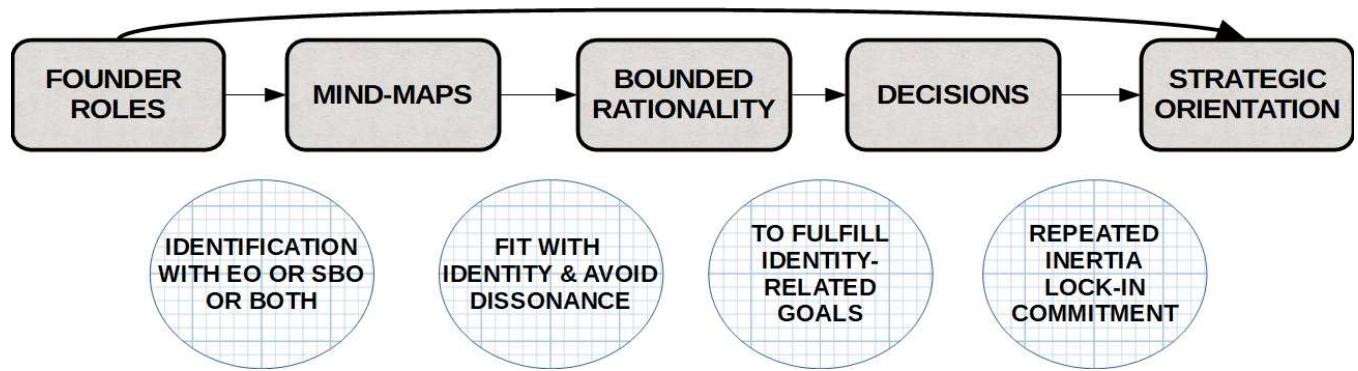 FOUNDER
ROLES
MIND-MAPS
BOUNDED
RATIONALITY
DECISIONS
STRATEGIC
ORIENTATION
IDENTIFICATION
WITH EO OR SBO
OR BOTH
FIT WITH
IDENTITY & AVOID
DISSONANCE
TO FULFILL
IDENTITY-
RELATED
GOALS
REPEATED
INERTIA
LOCK-IN
COMMITMENT